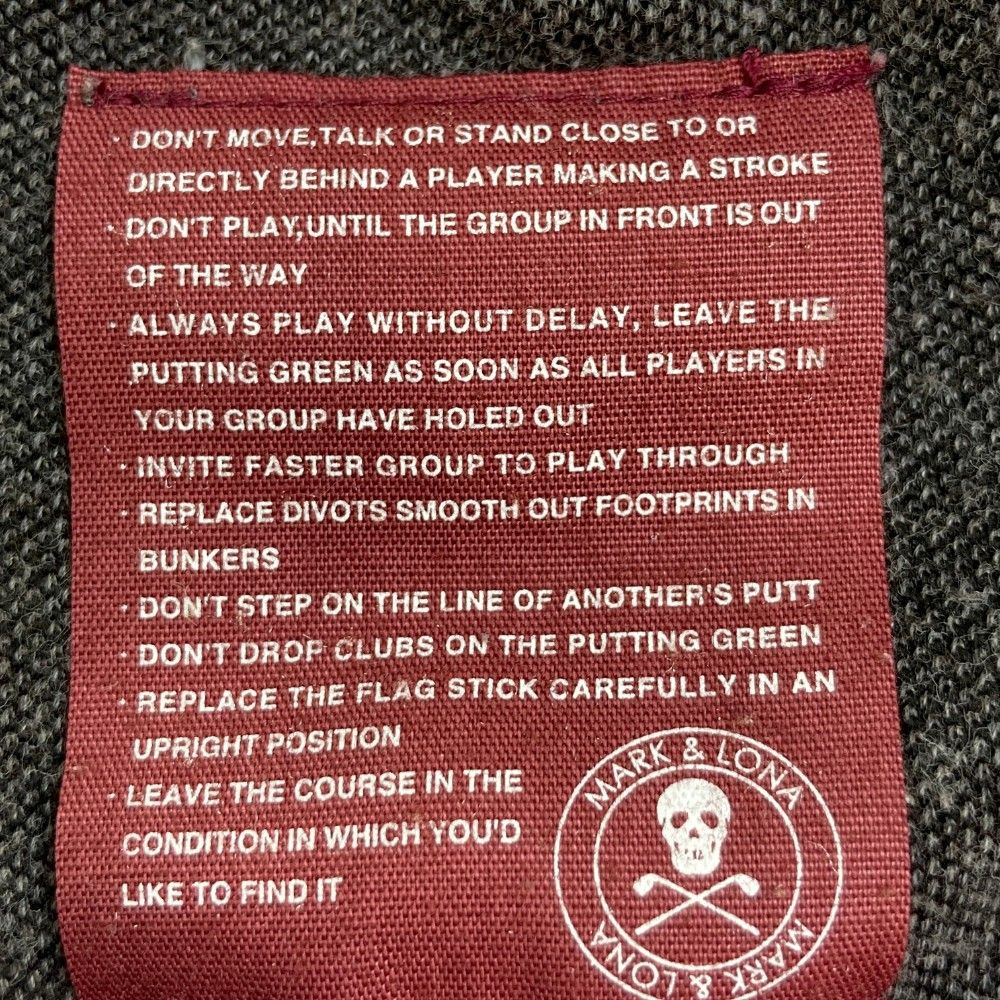 · DON'T MOVE,TALK OR STAND CLOSE TO OR
DIRECTLY BEHIND A PLAYER MAKING A STROKE
· DON'T PLAY,UNTIL THE GROUP IN FRONT IS OUT
OF THE WAY
· ALWAYS PLAY WITHOUT DELAY, LEAVE THE
PUTTING GREEN AS SOON AS ALL PLAYERS IN
YOUR GROUP HAVE HOLED OUT
· INVITE FASTER GROUP TO PLAY THROUGH
· REPLACE DIVOTS SMOOTH OUT FOOTPRINTS IN
BUNKERS
· DON'T STEP ON THE LINE OF ANOTHER'S PUTT
· DON'T DROP CLUBS ON THE PUTTING GREEN
· REPLACE THE FLAG STICK CAREFULLY IN AN
UPRIGHT POSITION
· LEAVE THE COURSE IN THE
CONDITION IN WHICH YOU'D
LIKE TO FIND IT
MARK & LONA
MARK & LONA